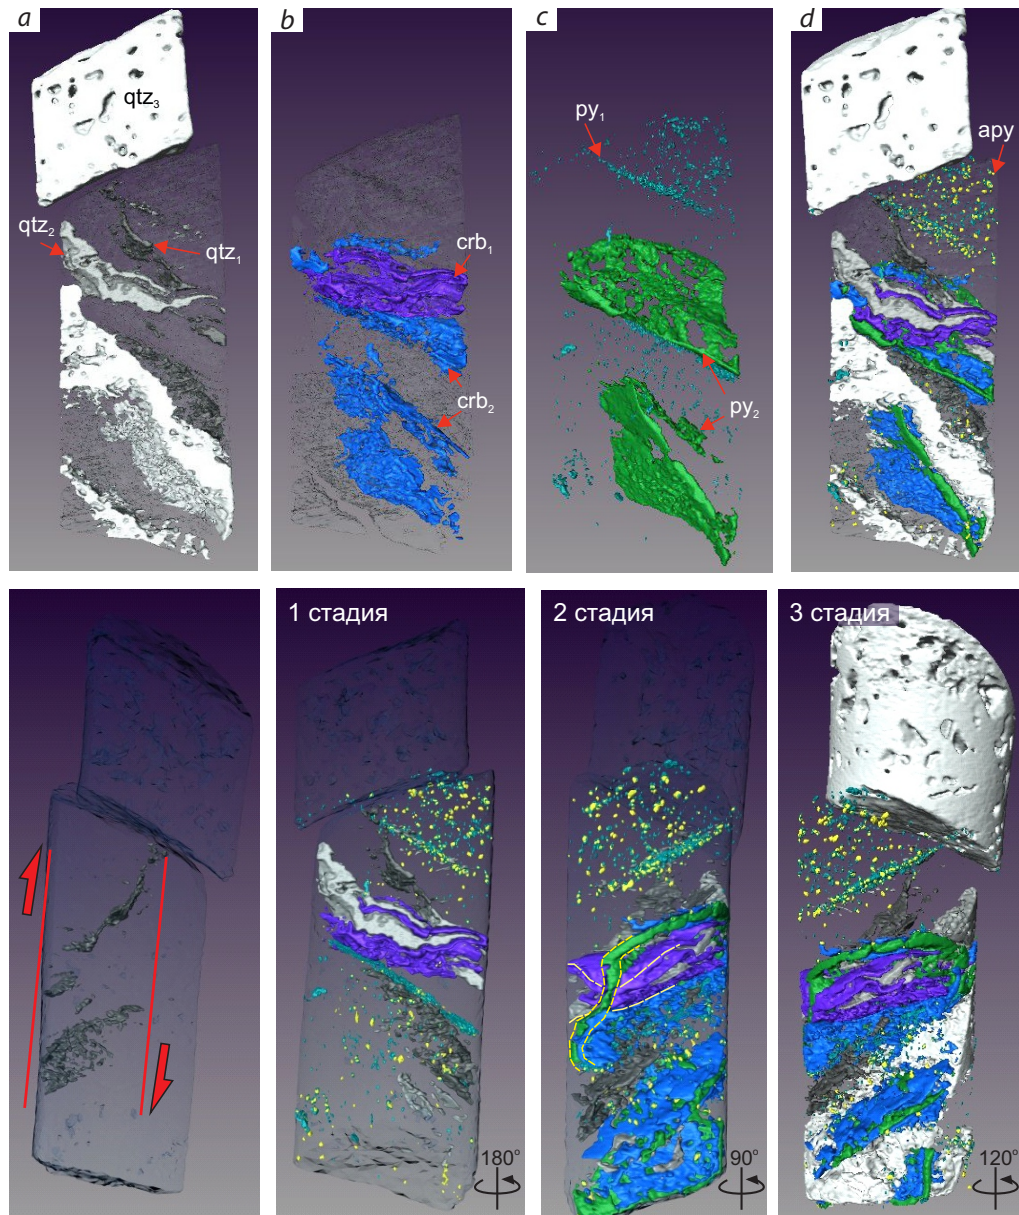 a
b
c
d
qtz3
py1
apy
qtz2
qtz1
crb1
crb2
py2
1 стадия
2 стадия
3 стадия
180°
90°
120°